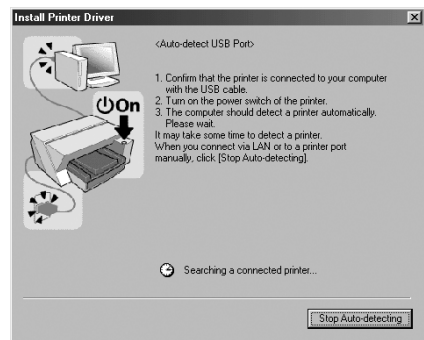 Install Printer Driver
<Auto-detect USB Port>
1. Confirm that the printer is connected to your computer
with the USB cable.
2. Turn on the power switch of the printer.
3. The computer should detect a printer automatically.
Please wait.
It may take some time to detect a printer.
When you connect via LAN or to a printer port
manually, click [Stop Auto-detecting].
On
Searching a connected printer...
Stop Auto-detecting